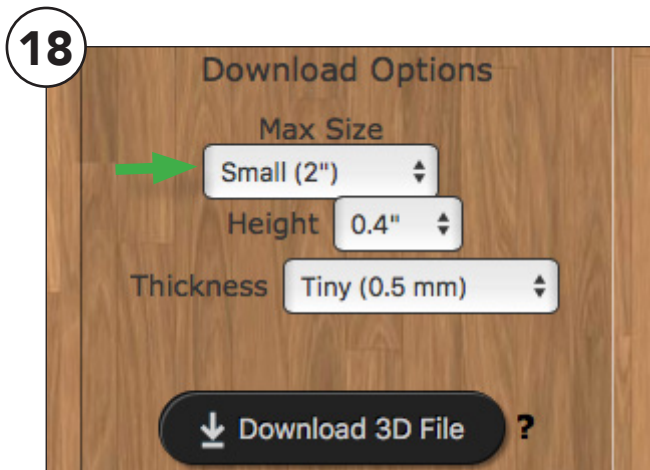 18
Download Options
Max Size
Small (2")
Height 0.4"
Thickness Tiny (0.5 mm)
Download 3D File ?